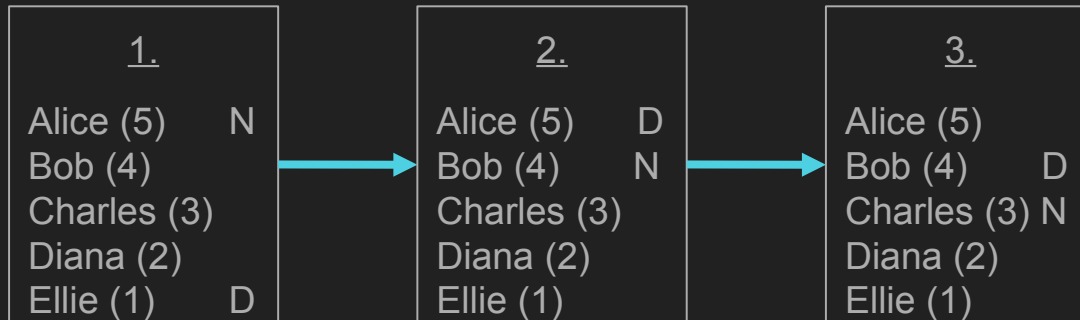 1.
Alice (5) N
Bob (4)
Charles (3)
Diana (2)
Ellie (1) D
2.
Alice (5) D
Bob (4) N
Charles (3)
Diana (2)
Ellie (1)
3.
Alice (5)
Bob (4) D
Charles (3) N
Diana (2)
Ellie (1)